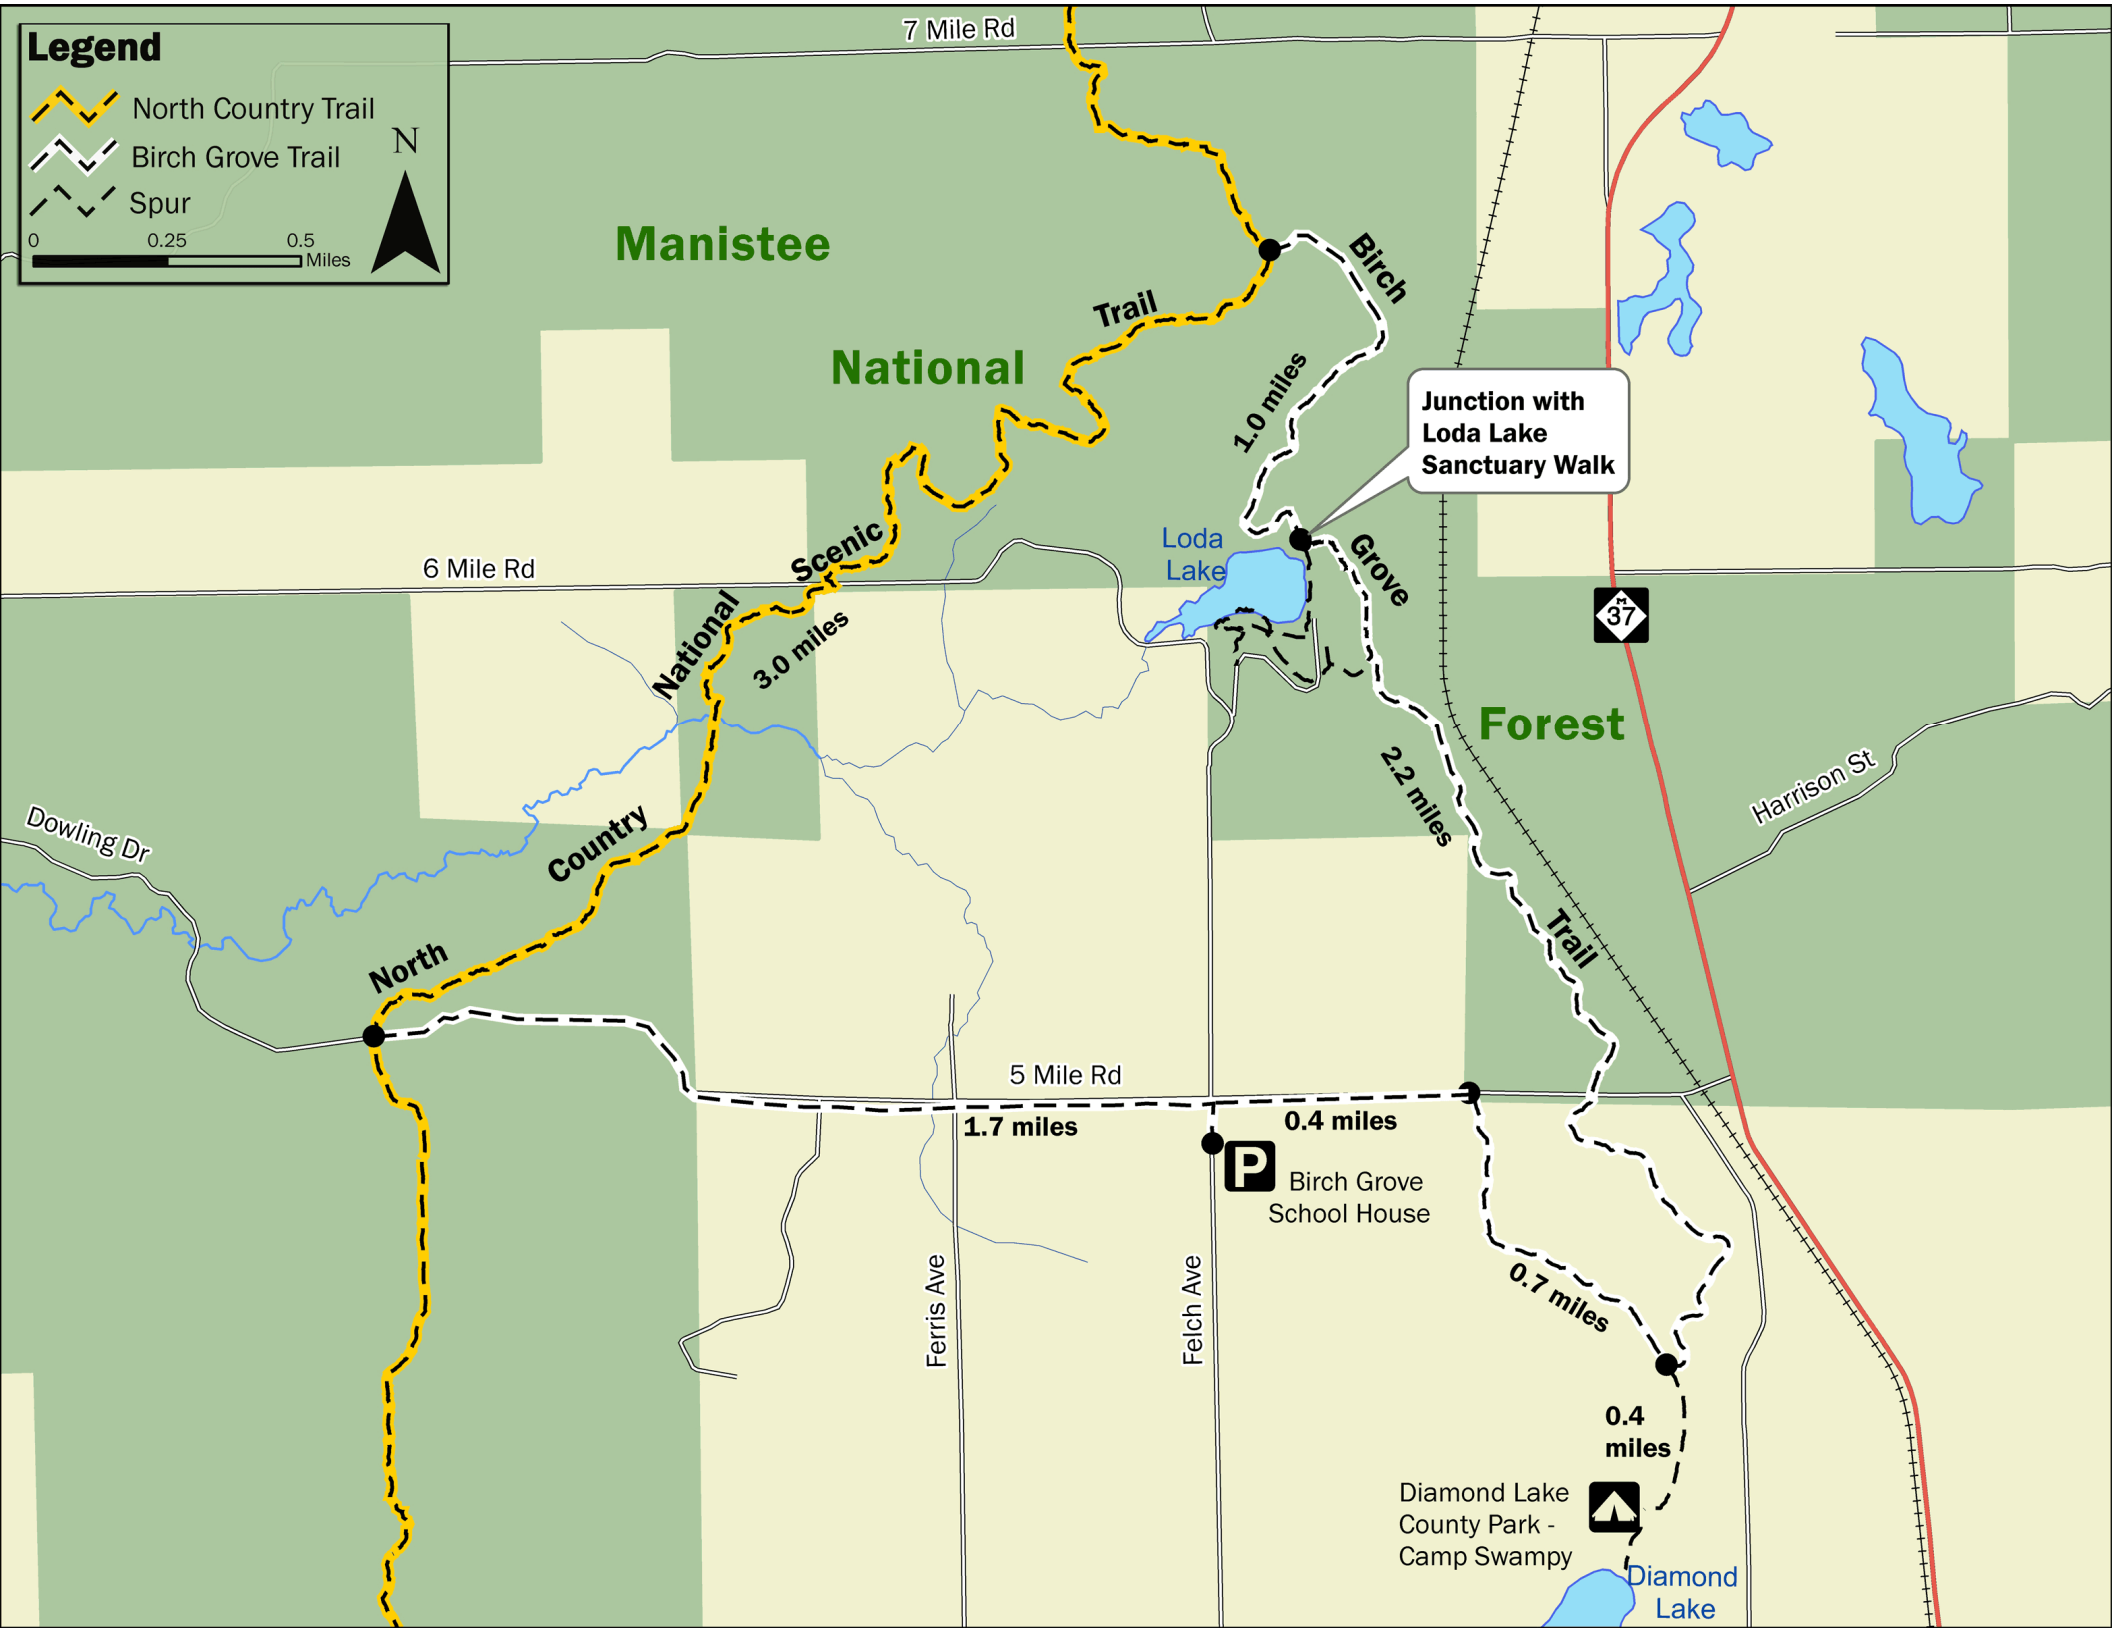 Legend
North Country Trail
Birch Grove Trail
Spur
N
0 0.25 0.5
Miles
7 Mile Rd
Manistee
National
Forest
Birch
Grove
Trail
1.0 miles
Junction with
Loda Lake
Sanctuary Walk
Loda
Lake
6 Mile Rd
North
Country
National
Scenic
Trail
3.0 miles
M
37
2.2 miles
Harrison St
Dowling Dr
5 Mile Rd
1.7 miles
0.4 miles
P
Birch Grove
School House
Ferris Ave
Felch Ave
0.7 miles
0.4
miles
Diamond Lake
County Park -
Camp Swampy
Diamond
Lake